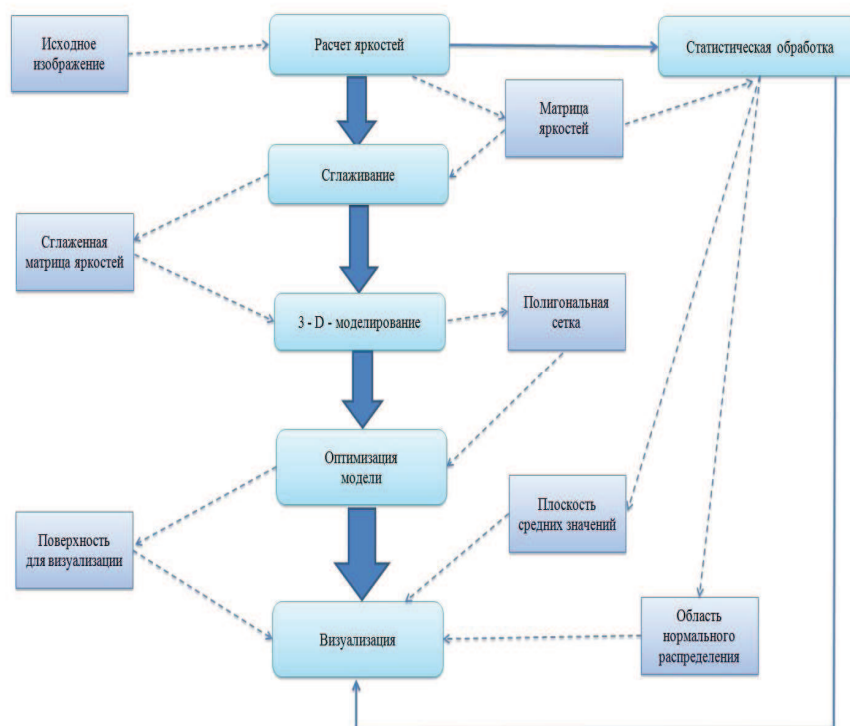 Исходное
изображение
Расчет яркостей
Статистическая обработка
Матрица
яркостей
Сглаживание
Сглаженная
матрица яркостей
3 - D - моделирование
Полигональная
сетка
Оптимизация
модели
Плоскость
средних значений
Поверхность
для визуализации
Область
нормального
распределения
Визуализация